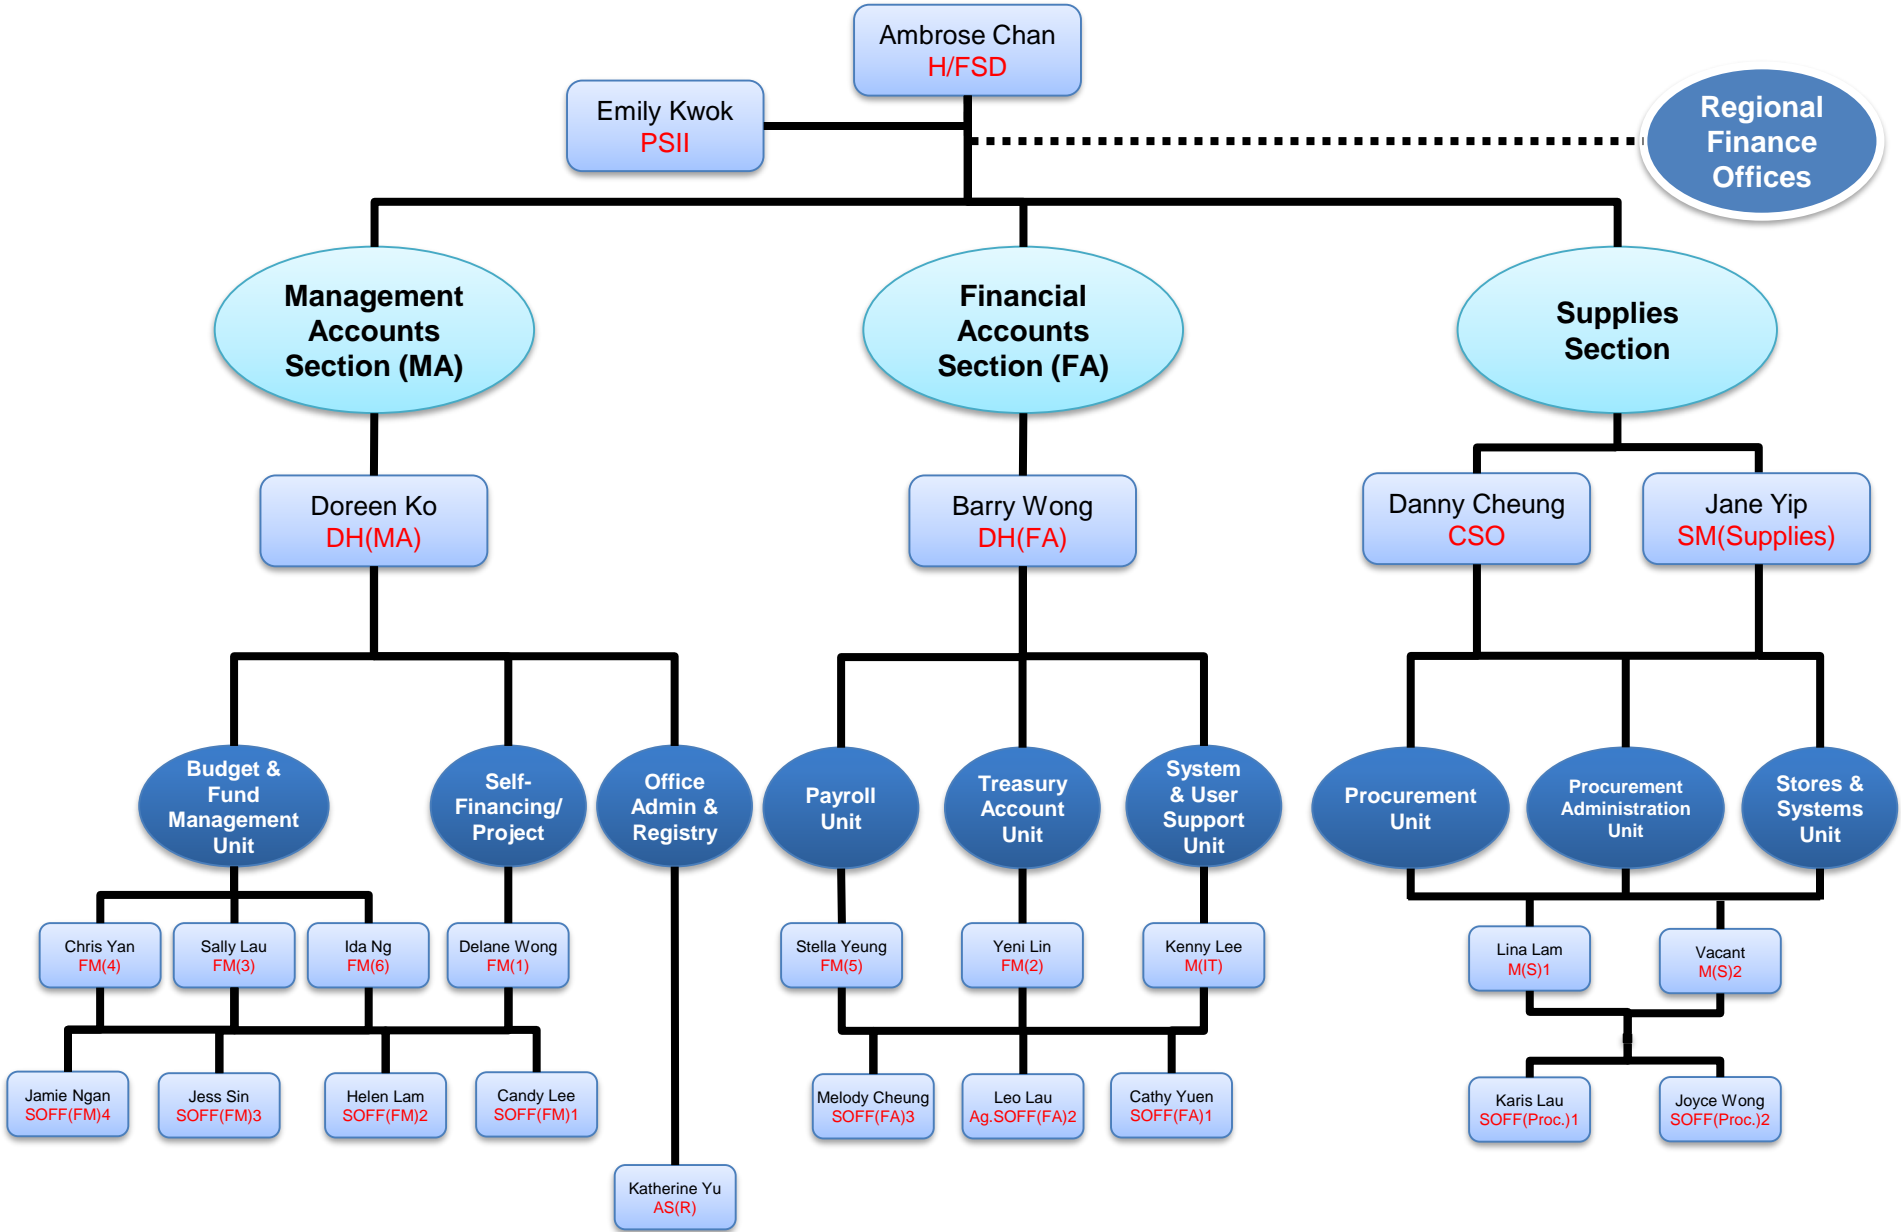 Ambrose Chan
H/FSD
Emily Kwok
PSII
Regional
Finance
Offices
Management
Accounts
Section (MA)
Financial
Accounts
Section (FA)
Supplies
Section
Doreen Ko
DH(MA)
Barry Wong
DH(FA)
Danny Cheung
CSO
Jane Yip
SM(Supplies)
Budget &
Fund
Management
Unit
Self-
Financing/
Project
Office
Admin &
Registry
Payroll
Unit
Treasury
Account
Unit
System
& User
Support
Unit
Procurement
Unit
Procurement
Administration
Unit
Stores &
Systems
Unit
Chris Yan
FM(4)
Sally Lau
FM(3)
Ida Ng
FM(6)
Delane Wong
FM(1)
Stella Yeung
FM(5)
Yeni Lin
FM(2)
Kenny Lee
M(IT)
Lina Lam
M(S)1
Vacant
M(S)2
Jamie Ngan
SOFF(FM)4
Jess Sin
SOFF(FM)3
Helen Lam
SOFF(FM)2
Candy Lee
SOFF(FM)1
Melody Cheung
SOFF(FA)3
Leo Lau
Ag.SOFF(FA)2
Cathy Yuen
SOFF(FA)1
Karis Lau
SOFF(Proc.)1
Joyce Wong
SOFF(Proc.)2
Katherine Yu
AS(R)